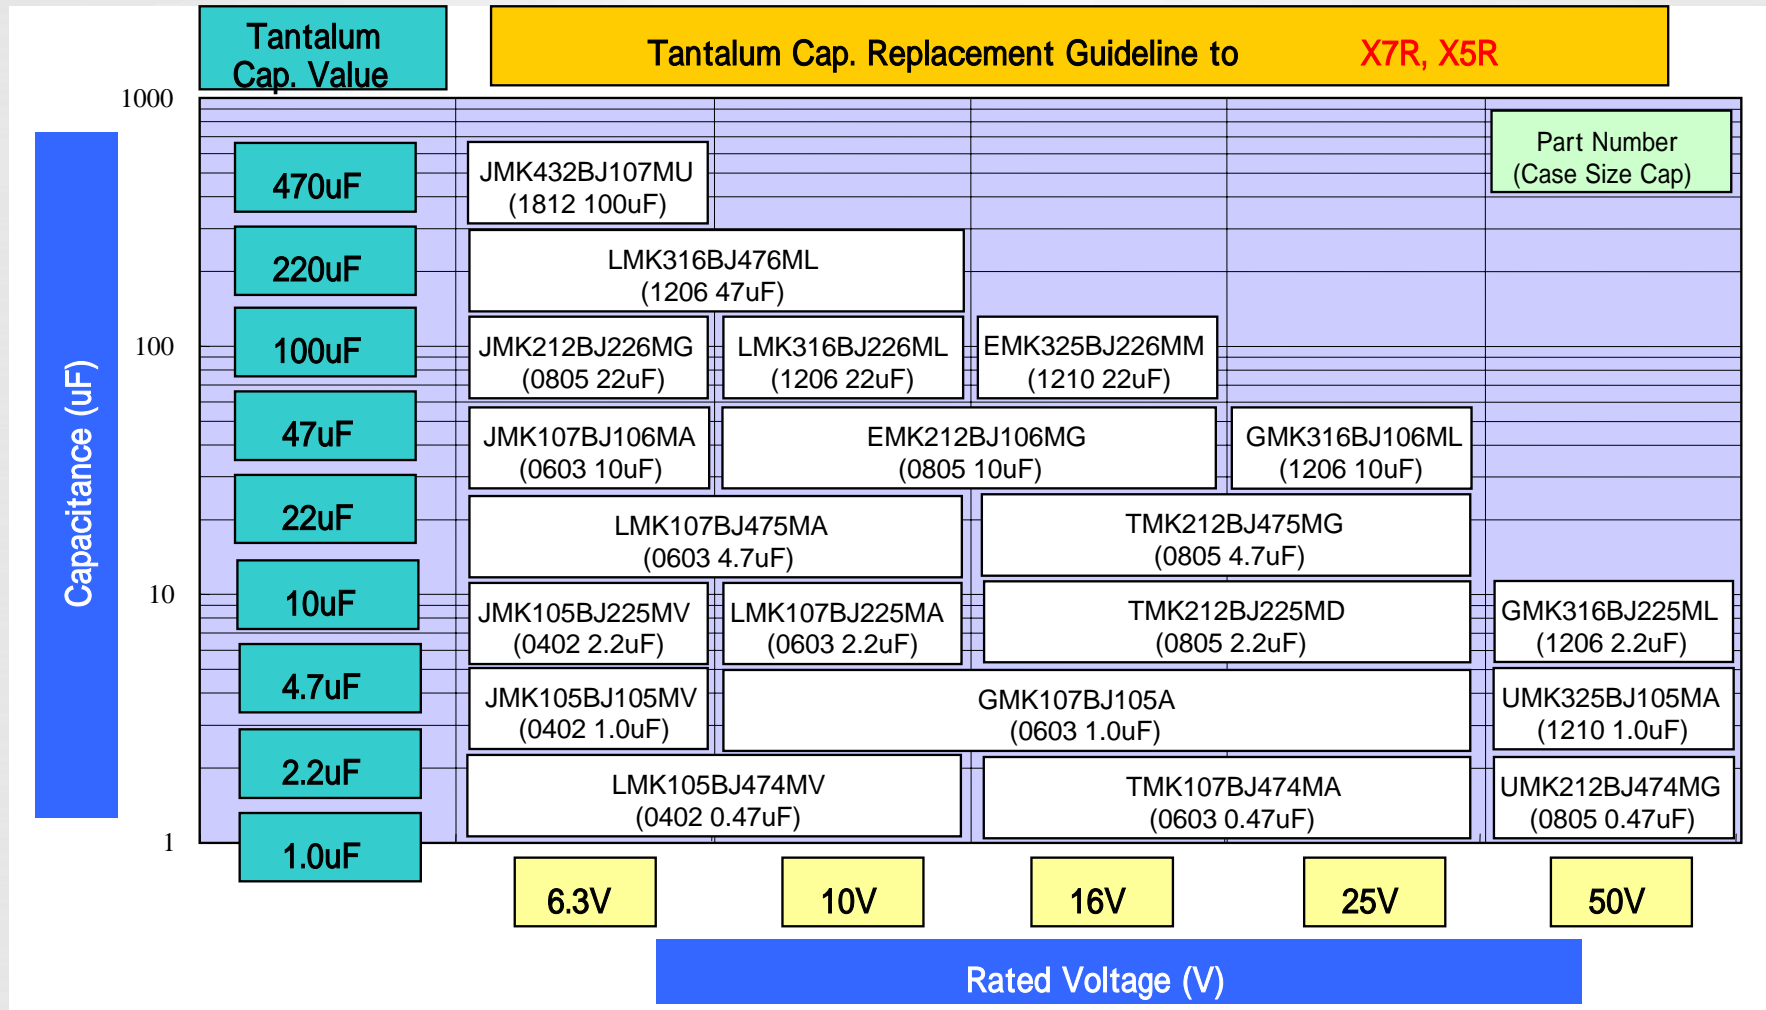 Tantalum
Cap. Value
Tantalum Cap. Replacement Guideline to X7R, X5R
1000
Part Number
(Case Size Cap)
470uF
JMK432BJ107MU
(1812 100uF)
220uF
LMK316BJ476ML
(1206 47uF)
100
100uF
JMK212BJ226MG
(0805 22uF)
LMK316BJ226ML
(1206 22uF)
EMK325BJ226MM
(1210 22uF)
Capacitance (uF)
47uF
JMK107BJ106MA
(0603 10uF)
EMK212BJ106MG
(0805 10uF)
GMK316BJ106ML
(1206 10uF)
22uF
LMK107BJ475MA
(0603 4.7uF)
TMK212BJ475MG
(0805 4.7uF)
10
10uF
JMK105BJ225MV
(0402 2.2uF)
LMK107BJ225MA
(0603 2.2uF)
TMK212BJ225MD
(0805 2.2uF)
GMK316BJ225ML
(1206 2.2uF)
4.7uF
JMK105BJ105MV
(0402 1.0uF)
GMK107BJ105A
(0603 1.0uF)
UMK325BJ105MA
(1210 1.0uF)
2.2uF
LMK105BJ474MV
(0402 0.47uF)
TMK107BJ474MA
(0603 0.47uF)
UMK212BJ474MG
(0805 0.47uF)
1
1.0uF
6.3V
10V
16V
25V
50V
Rated Voltage (V)